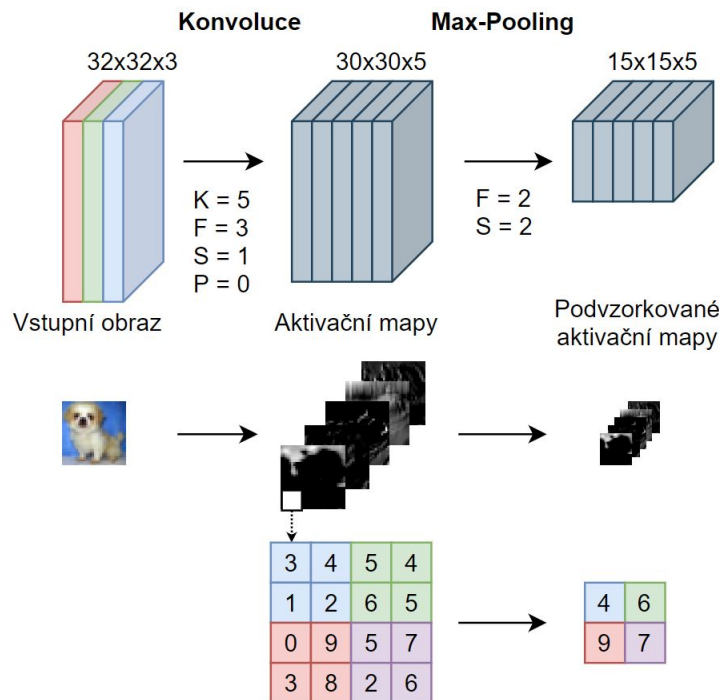 Konvoluce Max-Pooling
32x32x3 30x30x5 15x15x5
K = 5
F = 3
S = 1
P = 0
F = 2
S = 2
Vstupní obraz Aktivační mapy Podvzorkované
aktivační mapy
3 4 5 4
1 2 6 5
0 9 5 7
3 8 2 6
4 6
9 7